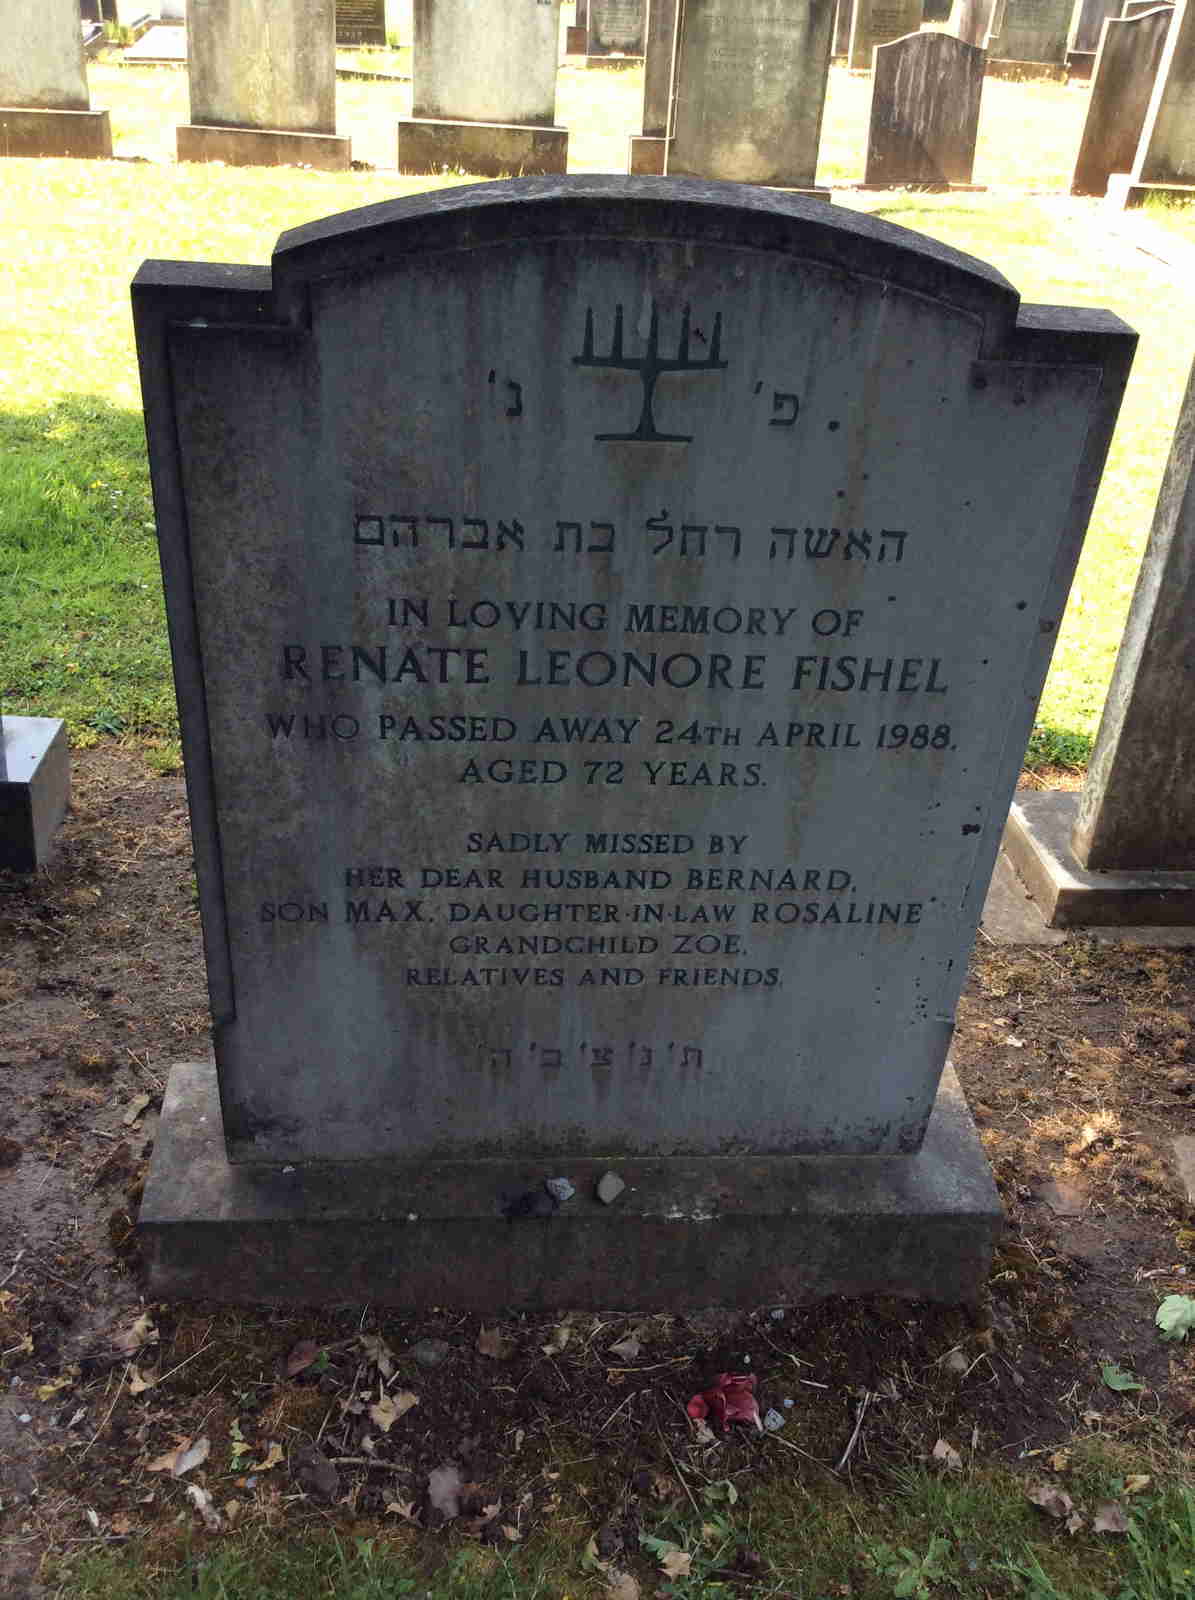 פ' נ'
האשה רחל בת אברהם
IN LOVING MEMORY OF
RENATE LEONORE FISHEL
WHO PASSED AWAY 24TH APRIL 1988.
AGED 72 YEARS.
SADLY MISSED BY
HER DEAR HUSBAND BERNARD,
SON MAX, DAUGHTER·IN·LAW ROSALINE
GRANDCHILD ZOE,
RELATIVES AND FRIENDS.
ת' נ' צ' ב' ה'